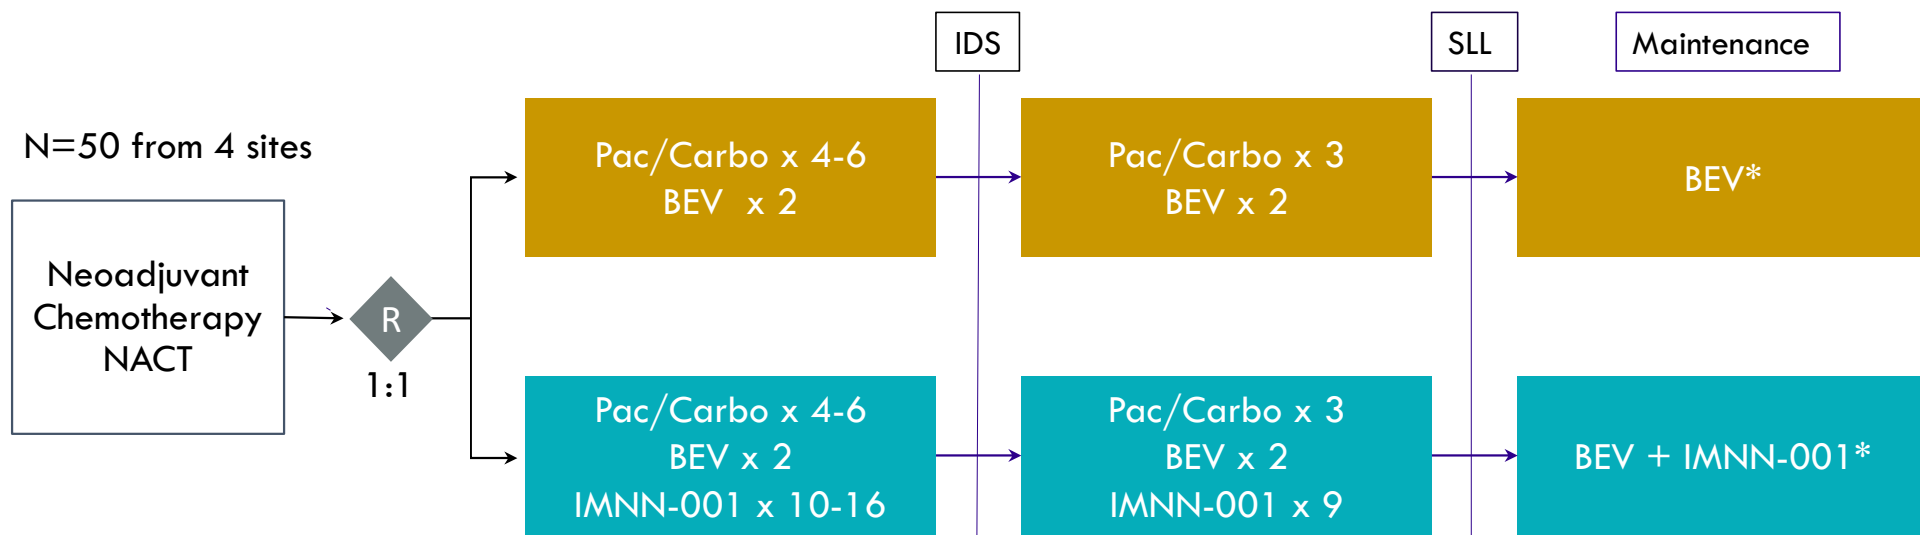 IDS
SLL
Maintenance
N=50 from 4 sites
Neoadjuvant
Chemotherapy
NACT
R
1:1
Pac/Carbo x 4-6
BEV x 2
Pac/Carbo x 3
BEV x 2
BEV*
Pac/Carbo x 4-6
BEV x 2
IMNN-001 x 10-16
Pac/Carbo x 3
BEV x 2
IMNN-001 x 9
BEV + IMNN-001*